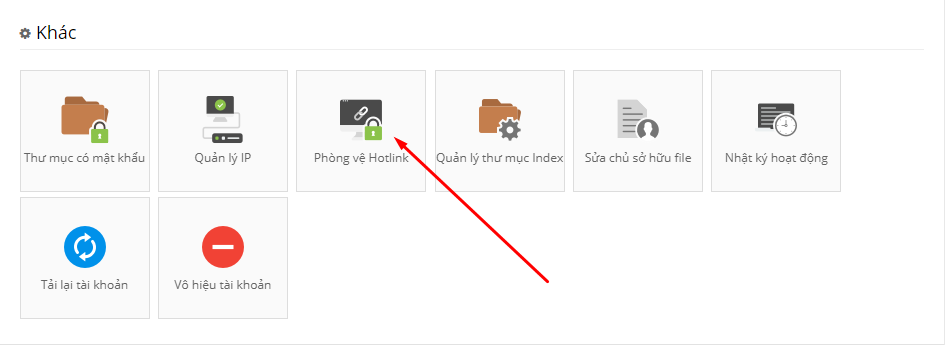 Khác
Thư mục có mật khẩu
Quản lý IP
Phòng vệ Hotlink
Quản lý thư mục Index
Sửa chủ sở hữu file
Nhật ký hoạt động
Tải lại tài khoản
Vô hiệu tài khoản